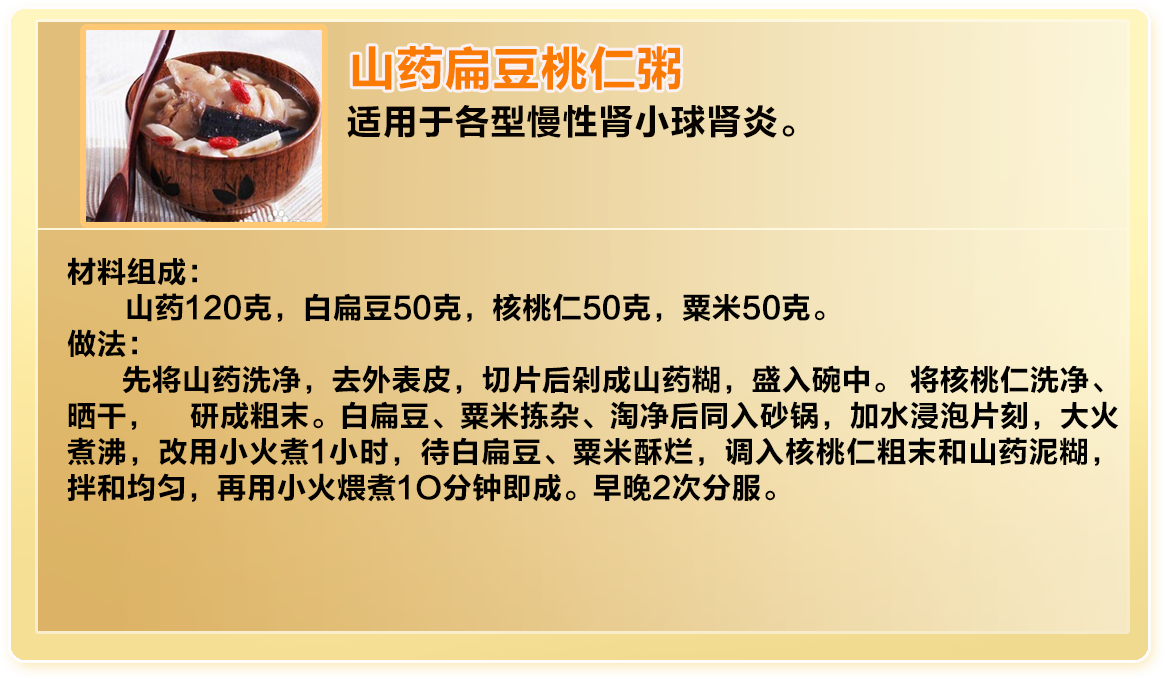 山药扁豆桃仁粥
适用于各型慢性肾小球肾炎。
材料组成：
山药120克，白扁豆50克，核桃仁50克，粟米50克。
做法：
先将山药洗净，去外表皮，切片后剁成山药糊，盛入碗中。 将核桃仁洗净、
晒干， 研成粗末。白扁豆、粟米拣杂、淘净后同入砂锅，加水浸泡片刻，大火
煮沸，改用小火煮1小时，待白扁豆、粟米酥烂，调入核桃仁粗末和山药泥糊，
拌和均匀，再用小火煨煮1O分钟即成。早晚2次分服。